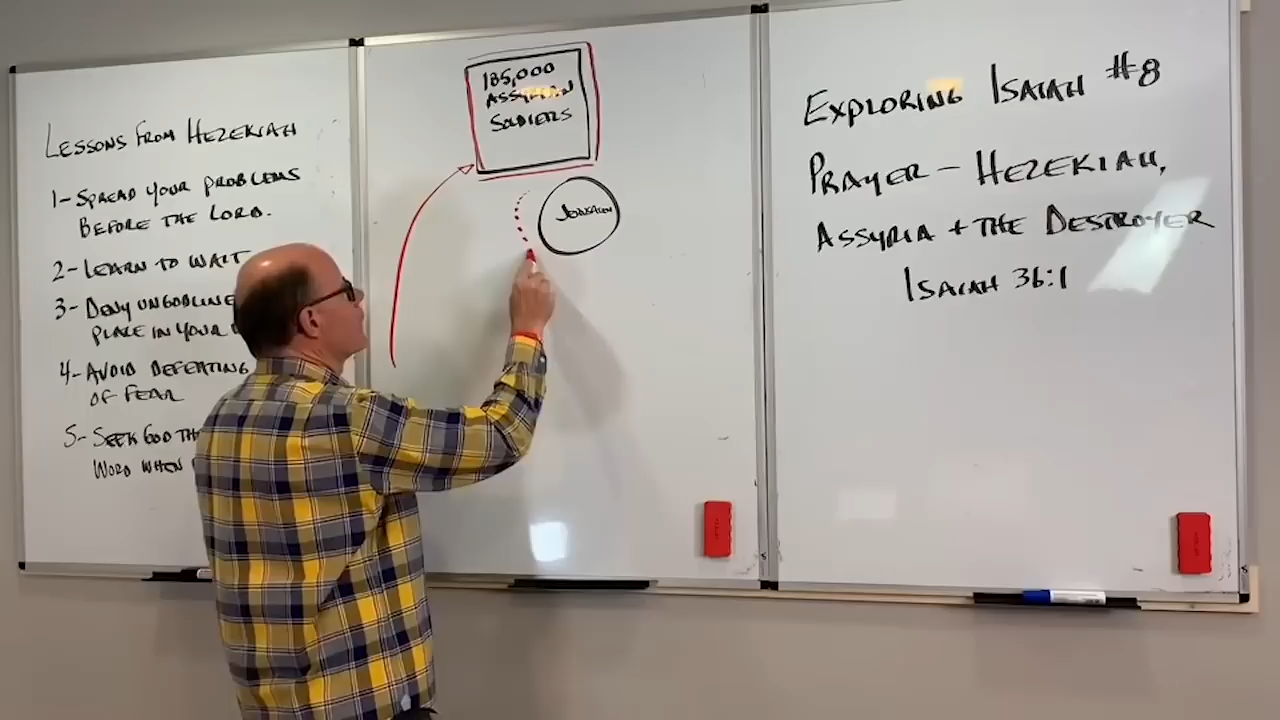 LESSONS FROM HEZEKIAH
1- SPREAD YOUR PROBLEMS
BEFORE THE LORD.
2- LEARN TO WAIT
3- DENY UNGODLINE
PLACE IN YOUR
4- AVOID DEFEATING
OF FEAR
5- SEEK GOD TH
WORD WHEN
185,000
ASSYRIAN
SOLDIERS
JERUSALEM
EXPLORING ISAIAH #8
PRAYER - HEZEKIAH,
ASSYRIA + THE DESTROYER
ISAIAH 36:1